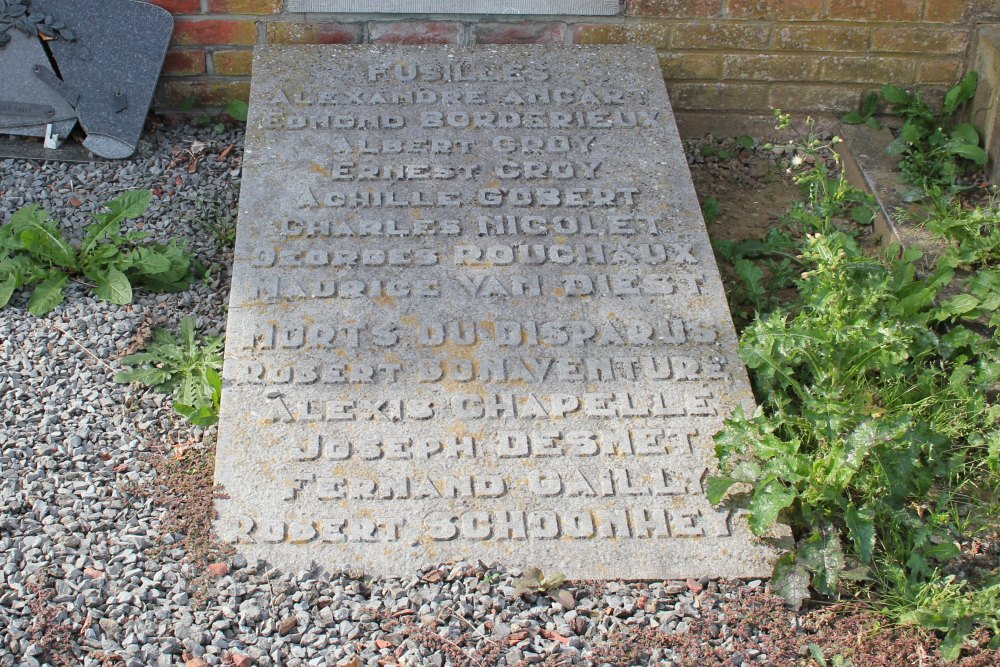 FUSILLES
ALEXANDRE ANCART
EDMOND BORDERIEUX
ALBERT CROY
ERNEST CROY
ACHILLE GOBERT
CHARLES NICOLET
GEORGES ROUCHAUX
MAURICE VAN DIEST
MORTS OU DISPARUS
ROBERT BONAVENTURE
ALEXIS CHAPELLE
JOSEPH DESMET
FERNAND GAILLY
ROBERT SCHOONHEY